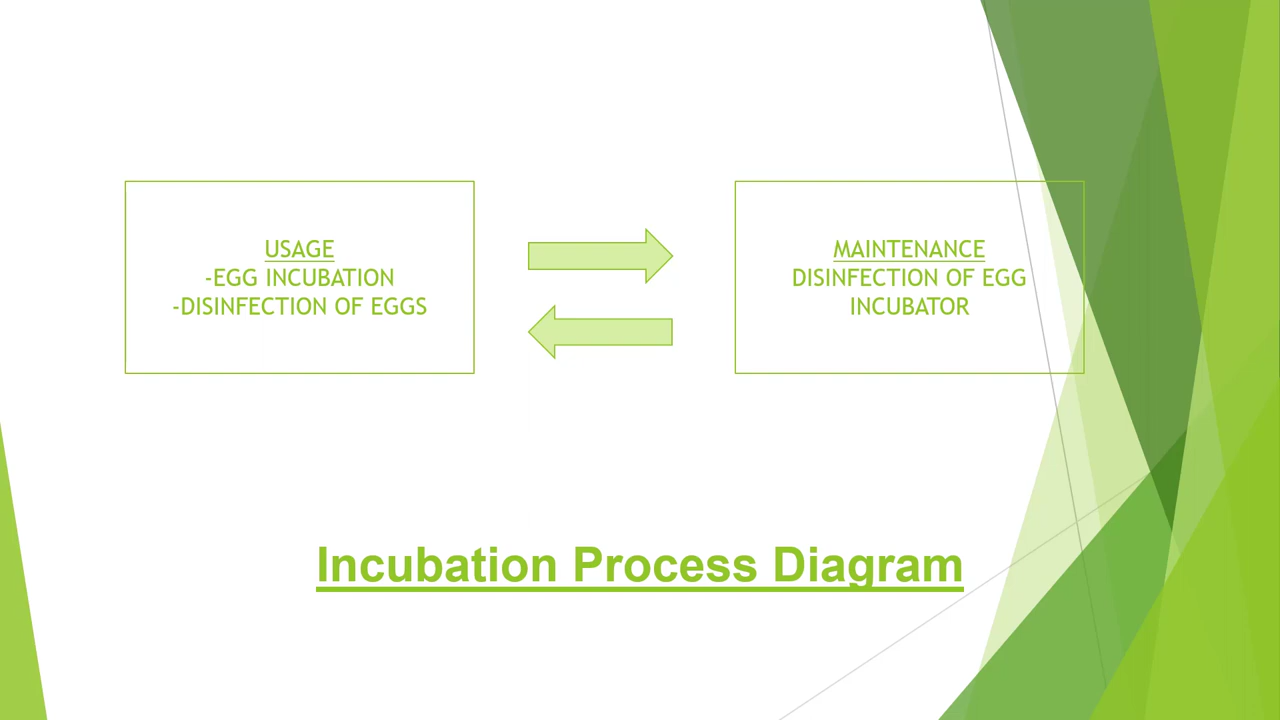 USAGE
-EGG INCUBATION
-DISINFECTION OF EGGS
MAINTENANCE
DISINFECTION OF EGG
INCUBATOR
Incubation Process Diagram